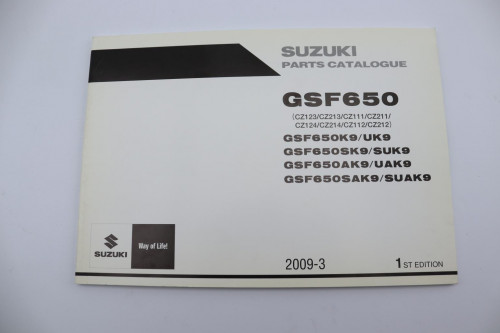 SUZUKI
PARTS CATALOGUE
GSF650
(CZ123/CZ213/CZ111/CZ211/
CZ124/CZ214/CZ112/CZ212)
GSF650K9/UK9
GSF650SK9/SUK9
GSF650AK9/UAK9
GSF650SAK9/SUAK9
SUZUKI
Way of Life!
2009-3 1ST EDITION